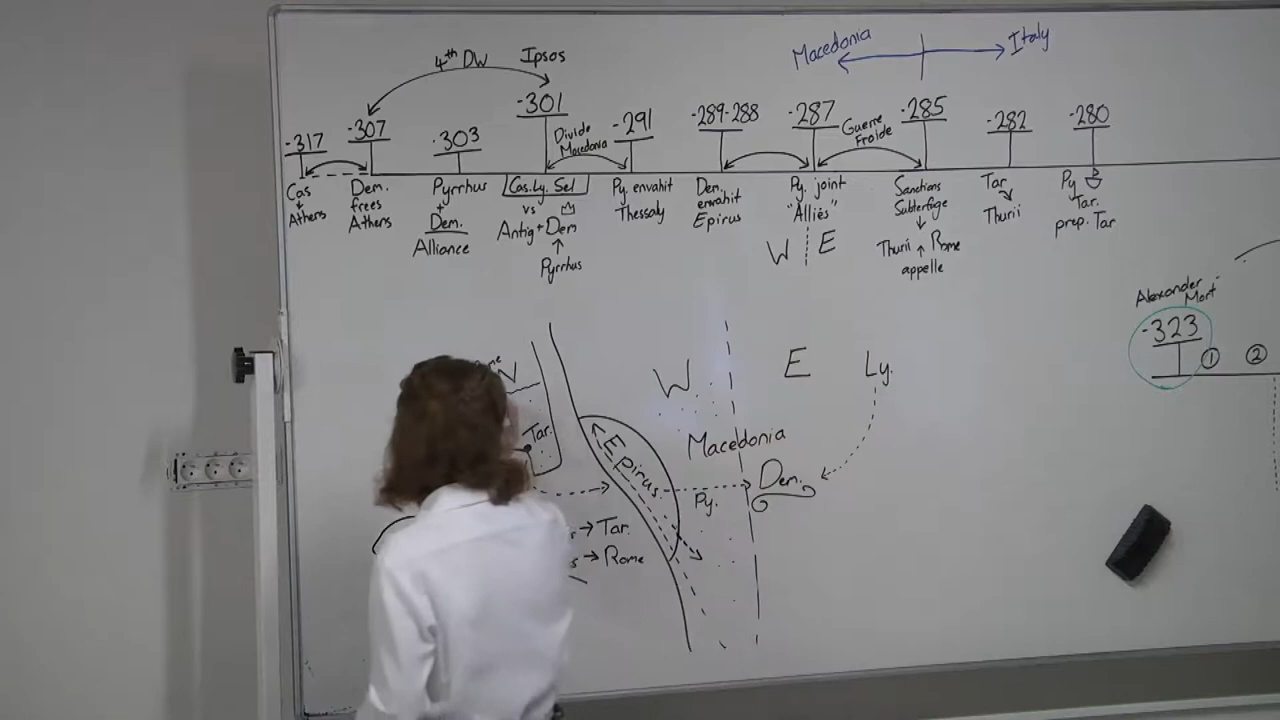 Macedonia
Italy
4th DW
Ipsos
-317
-307
-303
-301
Divide
Macedonia
-291
-289-288
-287
Guerre
Froide
-285
-282
-280
Cas
Athens
Dem.
frees
Athens
Pyrrhus
+
Dem.
Alliance
Cas. Ly. Sel
vs
Antig + Dem
↑
Pyrrhus
Py. envahit
Thessaly
Dem.
envahit
Epirus
Py. joint
"Alliés"
W E
Sanctions
Subterfuge
↓
Thurii ↑ Rome
appelle
Tar
Thurii
Py
Tar.
prep. Tar
Alexander
Mort
-323
① ②
W E Ly.
Tar.
Macedonia
Epirus
Dem.
Py.
→ Tar.
→ Rome